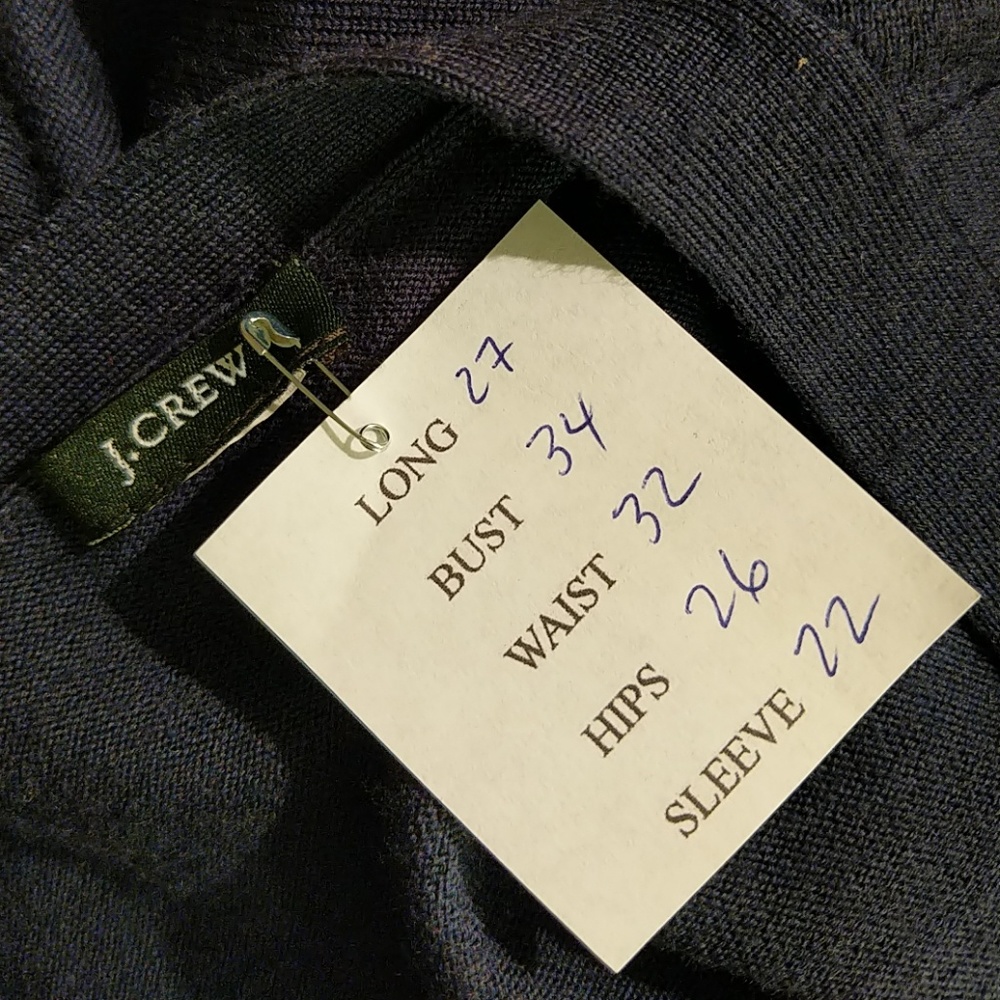 J.CREW
LONG 27
BUST 34
WAIST 32
HIPS 26
SLEEVE 22